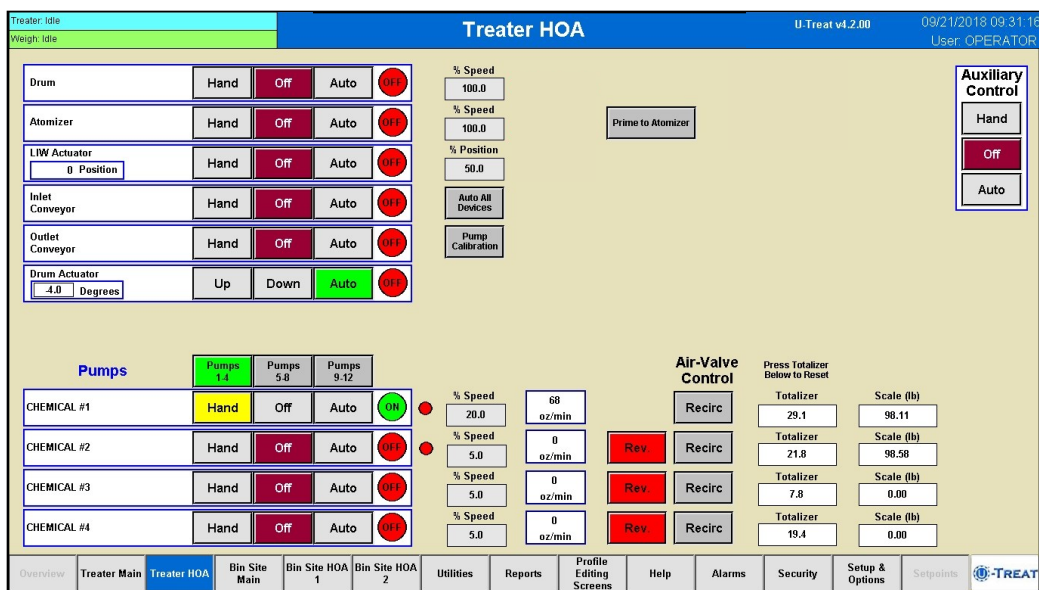 Treater: Idle
Weigh: Idle
Treater HOA
U-Treat v4.2.00
09/21/2018 09:31:16
User: OPERATOR
Drum
Hand Off Auto OFF
% Speed
100.0
Atomizer
Hand Off Auto OFF
% Speed
100.0
Prime to Atomizer
LIW Actuator
0 Position
Hand Off Auto OFF
% Position
50.0
Inlet
Conveyor
Hand Off Auto OFF
Auto All
Devices
Outlet
Conveyor
Hand Off Auto OFF
Pump
Calibration
Drum Actuator
-4.0 Degrees
Up Down Auto OFF
Auxiliary
Control
Hand
Off
Auto
Pumps
Pumps
1-4
Pumps
5-8
Pumps
9-12
Air-Valve
Control
Press Totalizer
Below to Reset
CHEMICAL #1
Hand Off Auto ON
% Speed
20.0
68
oz/min
Recirc
Totalizer
29.1
Scale (lb)
98.11
CHEMICAL #2
Hand Off Auto OFF
% Speed
5.0
0
oz/min
Rev.
Recirc
Totalizer
21.8
Scale (lb)
98.58
CHEMICAL #3
Hand Off Auto OFF
% Speed
5.0
0
oz/min
Rev.
Recirc
Totalizer
7.8
Scale (lb)
0.00
CHEMICAL #4
Hand Off Auto OFF
% Speed
5.0
0
oz/min
Rev.
Recirc
Totalizer
19.4
Scale (lb)
0.00
Overview
Treater Main
Treater HOA
Bin Site
Main
Bin Site HOA
1
Bin Site HOA
2
Utilities
Reports
Profile
Editing
Screens
Help
Alarms
Security
Setup &
Options
Setpoints
U-TREAT